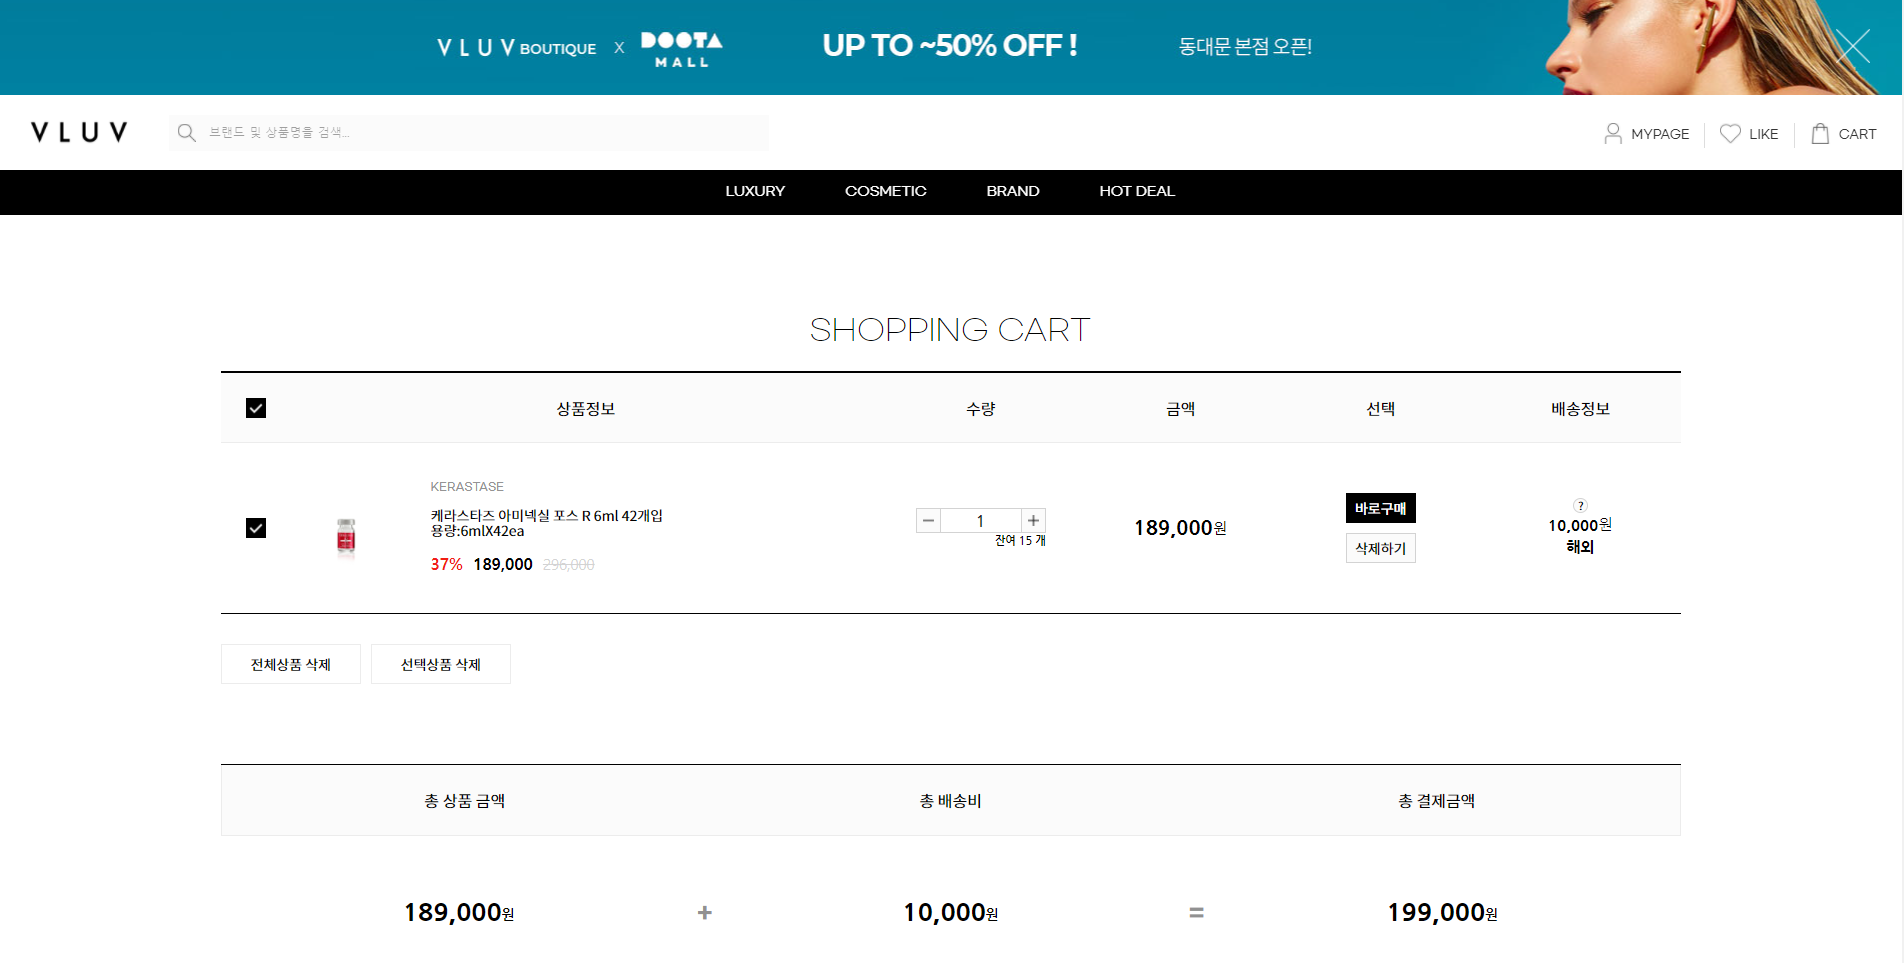 VLUV BOUTIQUE X DOOTA MALL
UP TO ~50% OFF !
동대문 본점 오픈!
VLUV
브랜드 및 상품명을 검색...
MYPAGE
LIKE
CART
LUXURY
COSMETIC
BRAND
HOT DEAL
SHOPPING CART
상품정보
수량
금액
선택
배송정보
KERASTASE
케라스타즈 아미넥실 포스 R 6ml 42개입
용량:6mlX42ea
37% 189,000 296,000
1
잔여 15 개
189,000원
바로구매
삭제하기
?
10,000원
해외
전체상품 삭제
선택상품 삭제
총 상품 금액
총 배송비
총 결제금액
189,000원
+
10,000원
=
199,000원